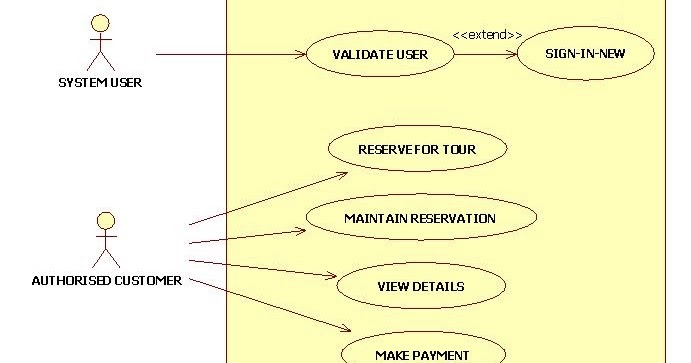 <<extend>>
VALIDATE USER
SIGN-IN-NEW
SYSTEM USER
RESERVE FOR TOUR
MAINTAIN RESERVATION
AUTHORISED CUSTOMER
VIEW DETAILS
MAKE PAYMENT